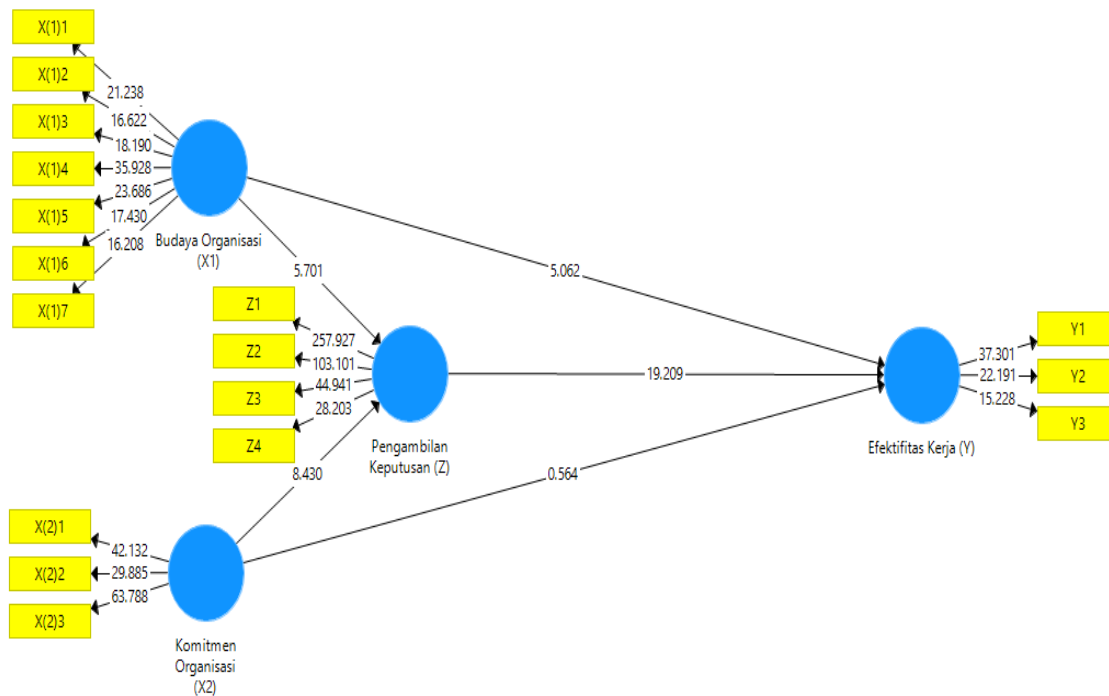 X(1)1
X(1)2
X(1)3
X(1)4
X(1)5
X(1)6
X(1)7
21.238
16.622
18.190
35.928
23.686
17.430
16.208
Budaya Organisasi
(X1)
5.701
5.062
Z1
Z2
Z3
Z4
257.927
103.101
44.941
28.203
Pengambilan
Keputusan (Z)
19.209
8.430
0.564
X(2)1
X(2)2
X(2)3
42.132
29.885
63.788
Komitmen
Organisasi
(X2)
37.301
22.191
15.228
Y1
Y2
Y3
Efektifitas Kerja (Y)